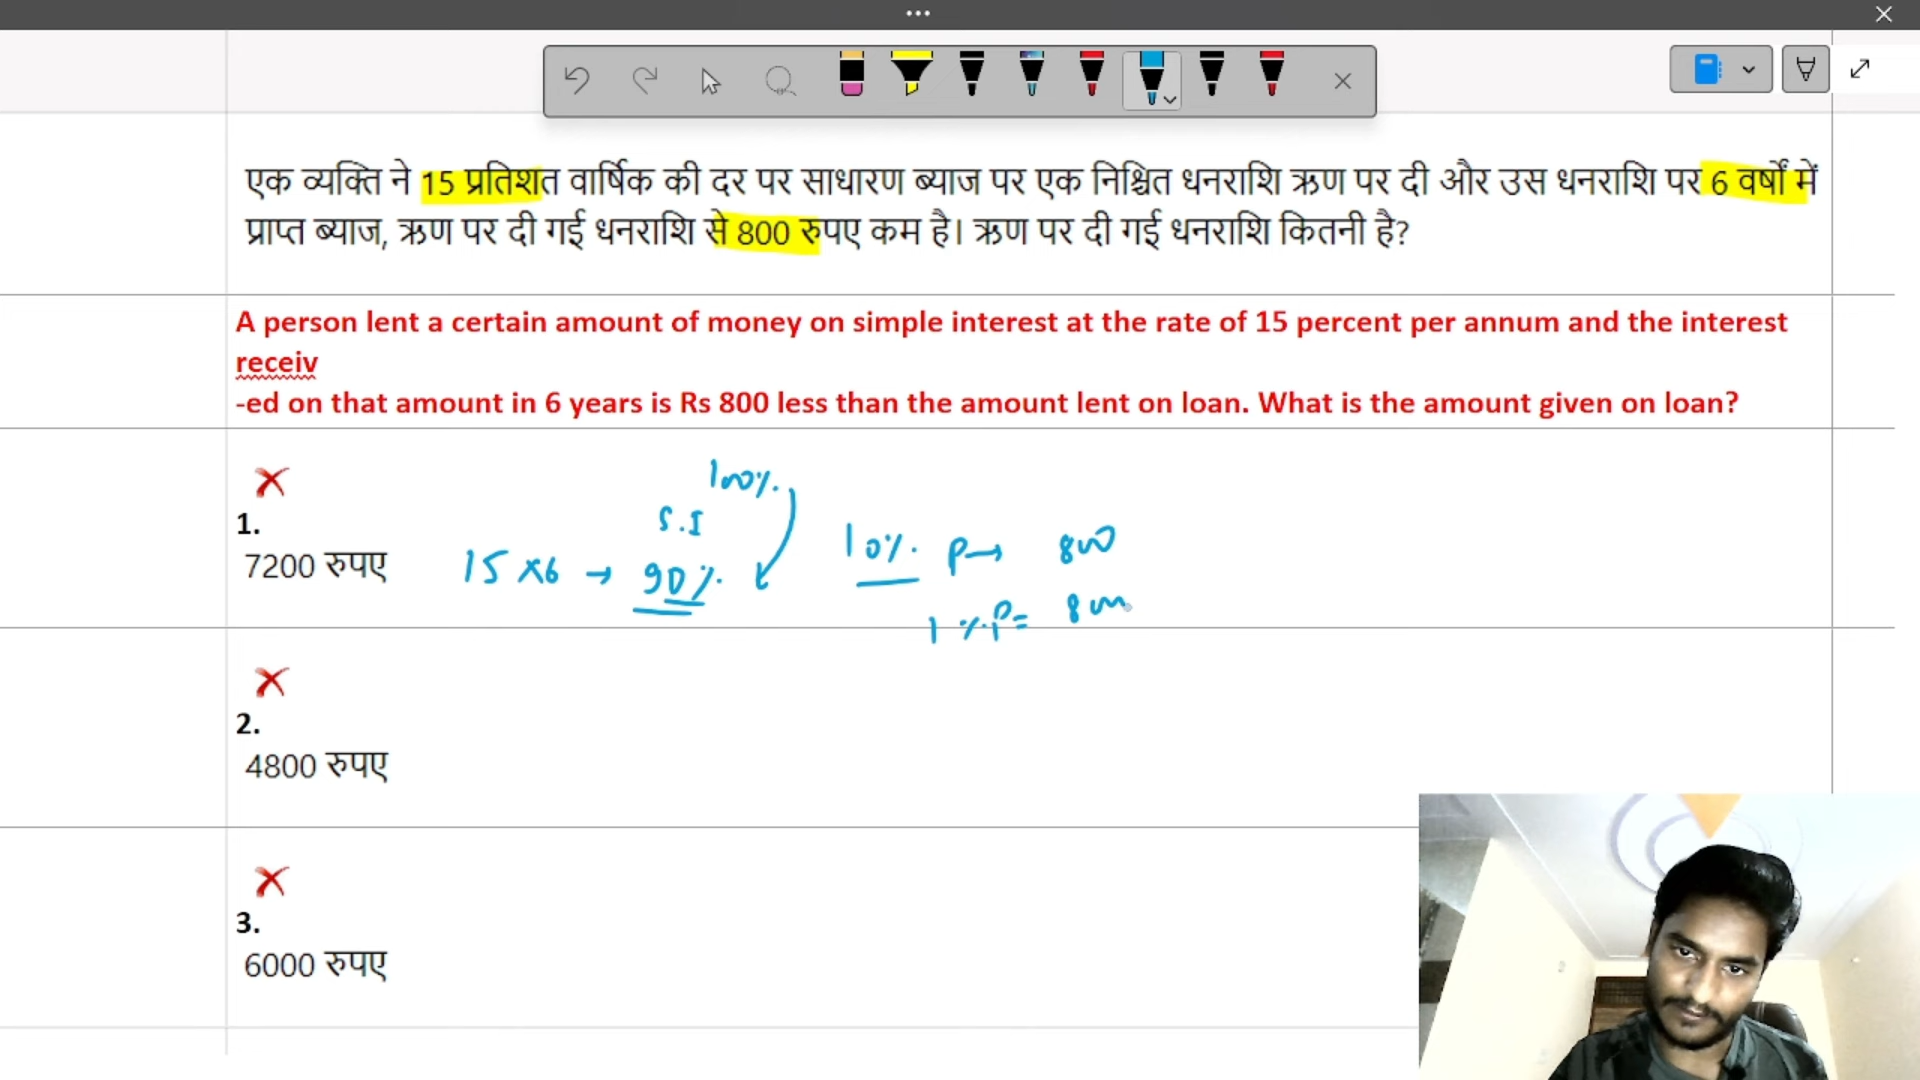 एक व्यक्ति ने 15 प्रतिशत वार्षिक की दर पर साधारण ब्याज पर एक निश्चित धनराशि ऋण पर दी और उस धनराशि पर 6 वर्षों में
प्राप्त ब्याज, ऋण पर दी गई धनराशि से 800 रुपए कम है। ऋण पर दी गई धनराशि कितनी है?
A person lent a certain amount of money on simple interest at the rate of 15 percent per annum and the interest
receiv
-ed on that amount in 6 years is Rs 800 less than the amount lent on loan. What is the amount given on loan?
100%.
S.I
15 x6 → 90%.
10%. P→ 800
1 %.P= 800
1.
7200 रुपए
2.
4800 रुपए
3.
6000 रुपए